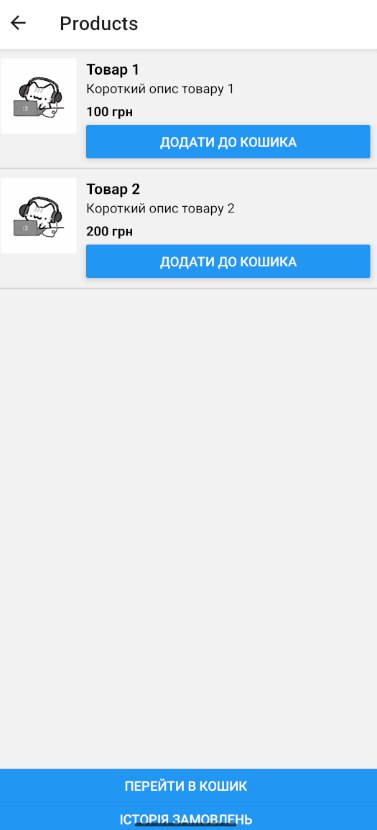 Products
Товар 1
Короткий опис товару 1
100 грн
ДОДАТИ ДО КОШИКА
Товар 2
Короткий опис товару 2
200 грн
ДОДАТИ ДО КОШИКА
ПЕРЕЙТИ В КОШИК
ІСТОРІЯ ЗАМОВЛЕНЬ